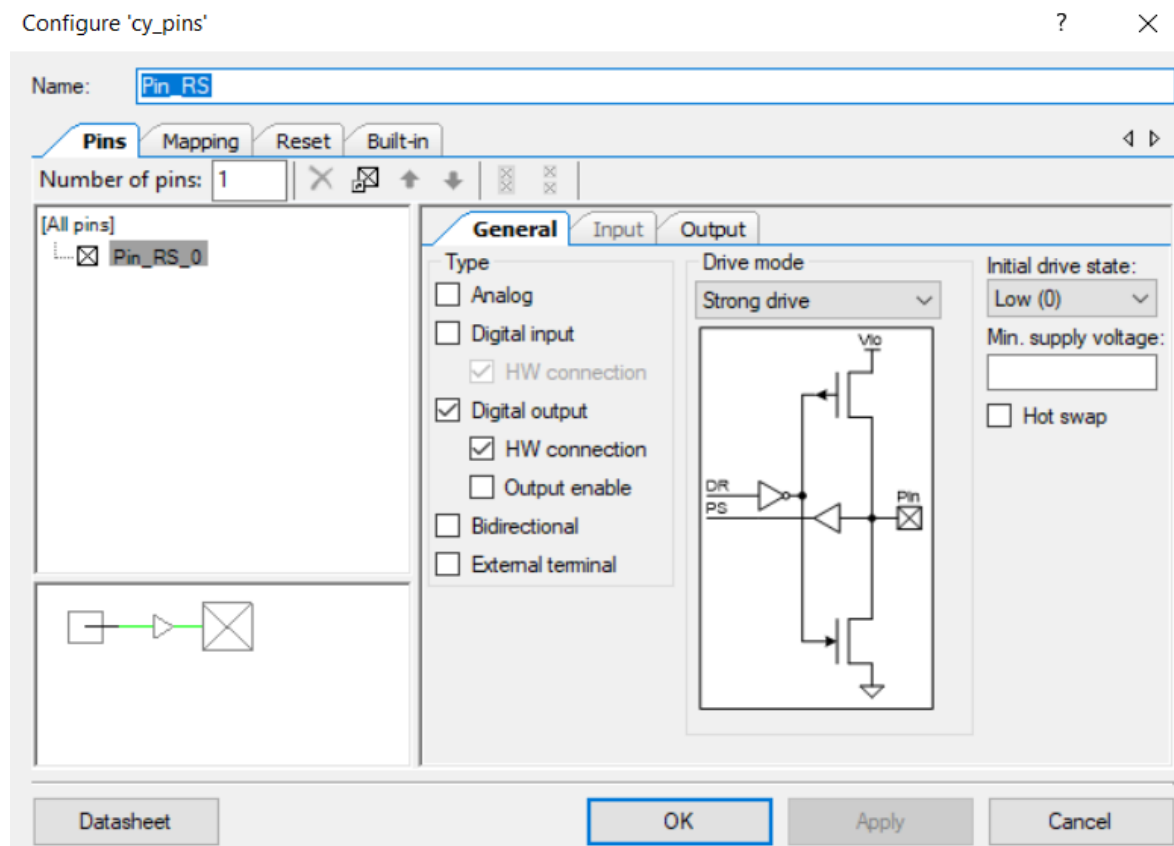 Configure 'cy_pins'
?
Name:
Pin_RS
Pins
Mapping
Reset
Built-in
Number of pins: 1
[All pins]
Pin_RS_0
General
Input
Output
Type
Analog
Digital input
HW connection
Digital output
HW connection
Output enable
Bidirectional
External terminal
Drive mode
Strong drive
Vio
DR
PS
Pin
Initial drive state:
Low (0)
Min. supply voltage:
Hot swap
Datasheet
OK
Apply
Cancel